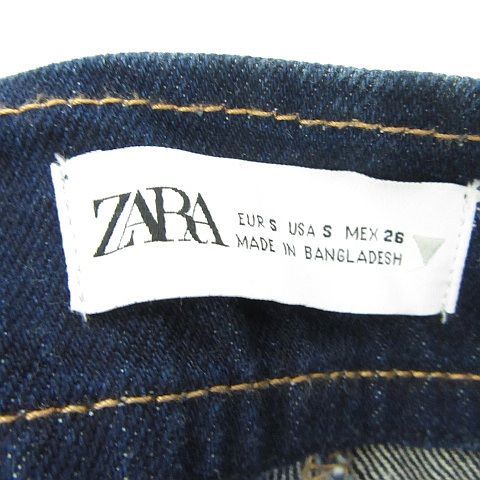 ZARA
EUR S USA S MEX 26
MADE IN BANGLADESH